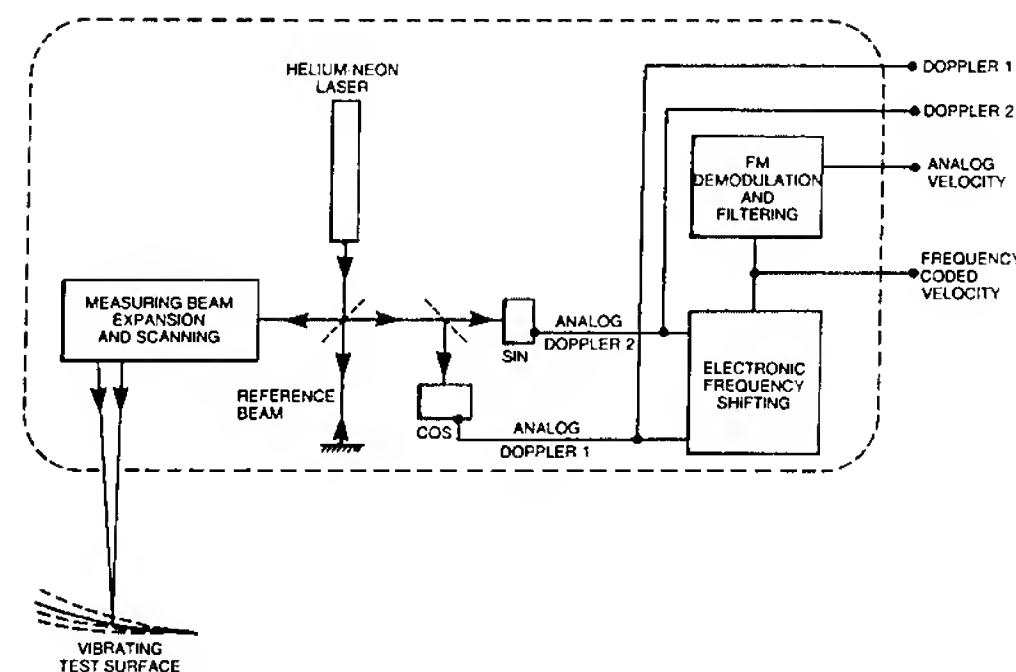 HELIUM-NEON
LASER
DOPPLER 1
DOPPLER 2
FM
DEMODULATION
AND
FILTERING
ANALOG
VELOCITY
FREQUENCY
CODED
VELOCITY
MEASURING BEAM
EXPANSION
AND SCANNING
SIN
ANALOG
DOPPLER 2
ELECTRONIC
FREQUENCY
SHIFTING
REFERENCE
BEAM
COS
ANALOG
DOPPLER 1
VIBRATING
TEST SURFACE